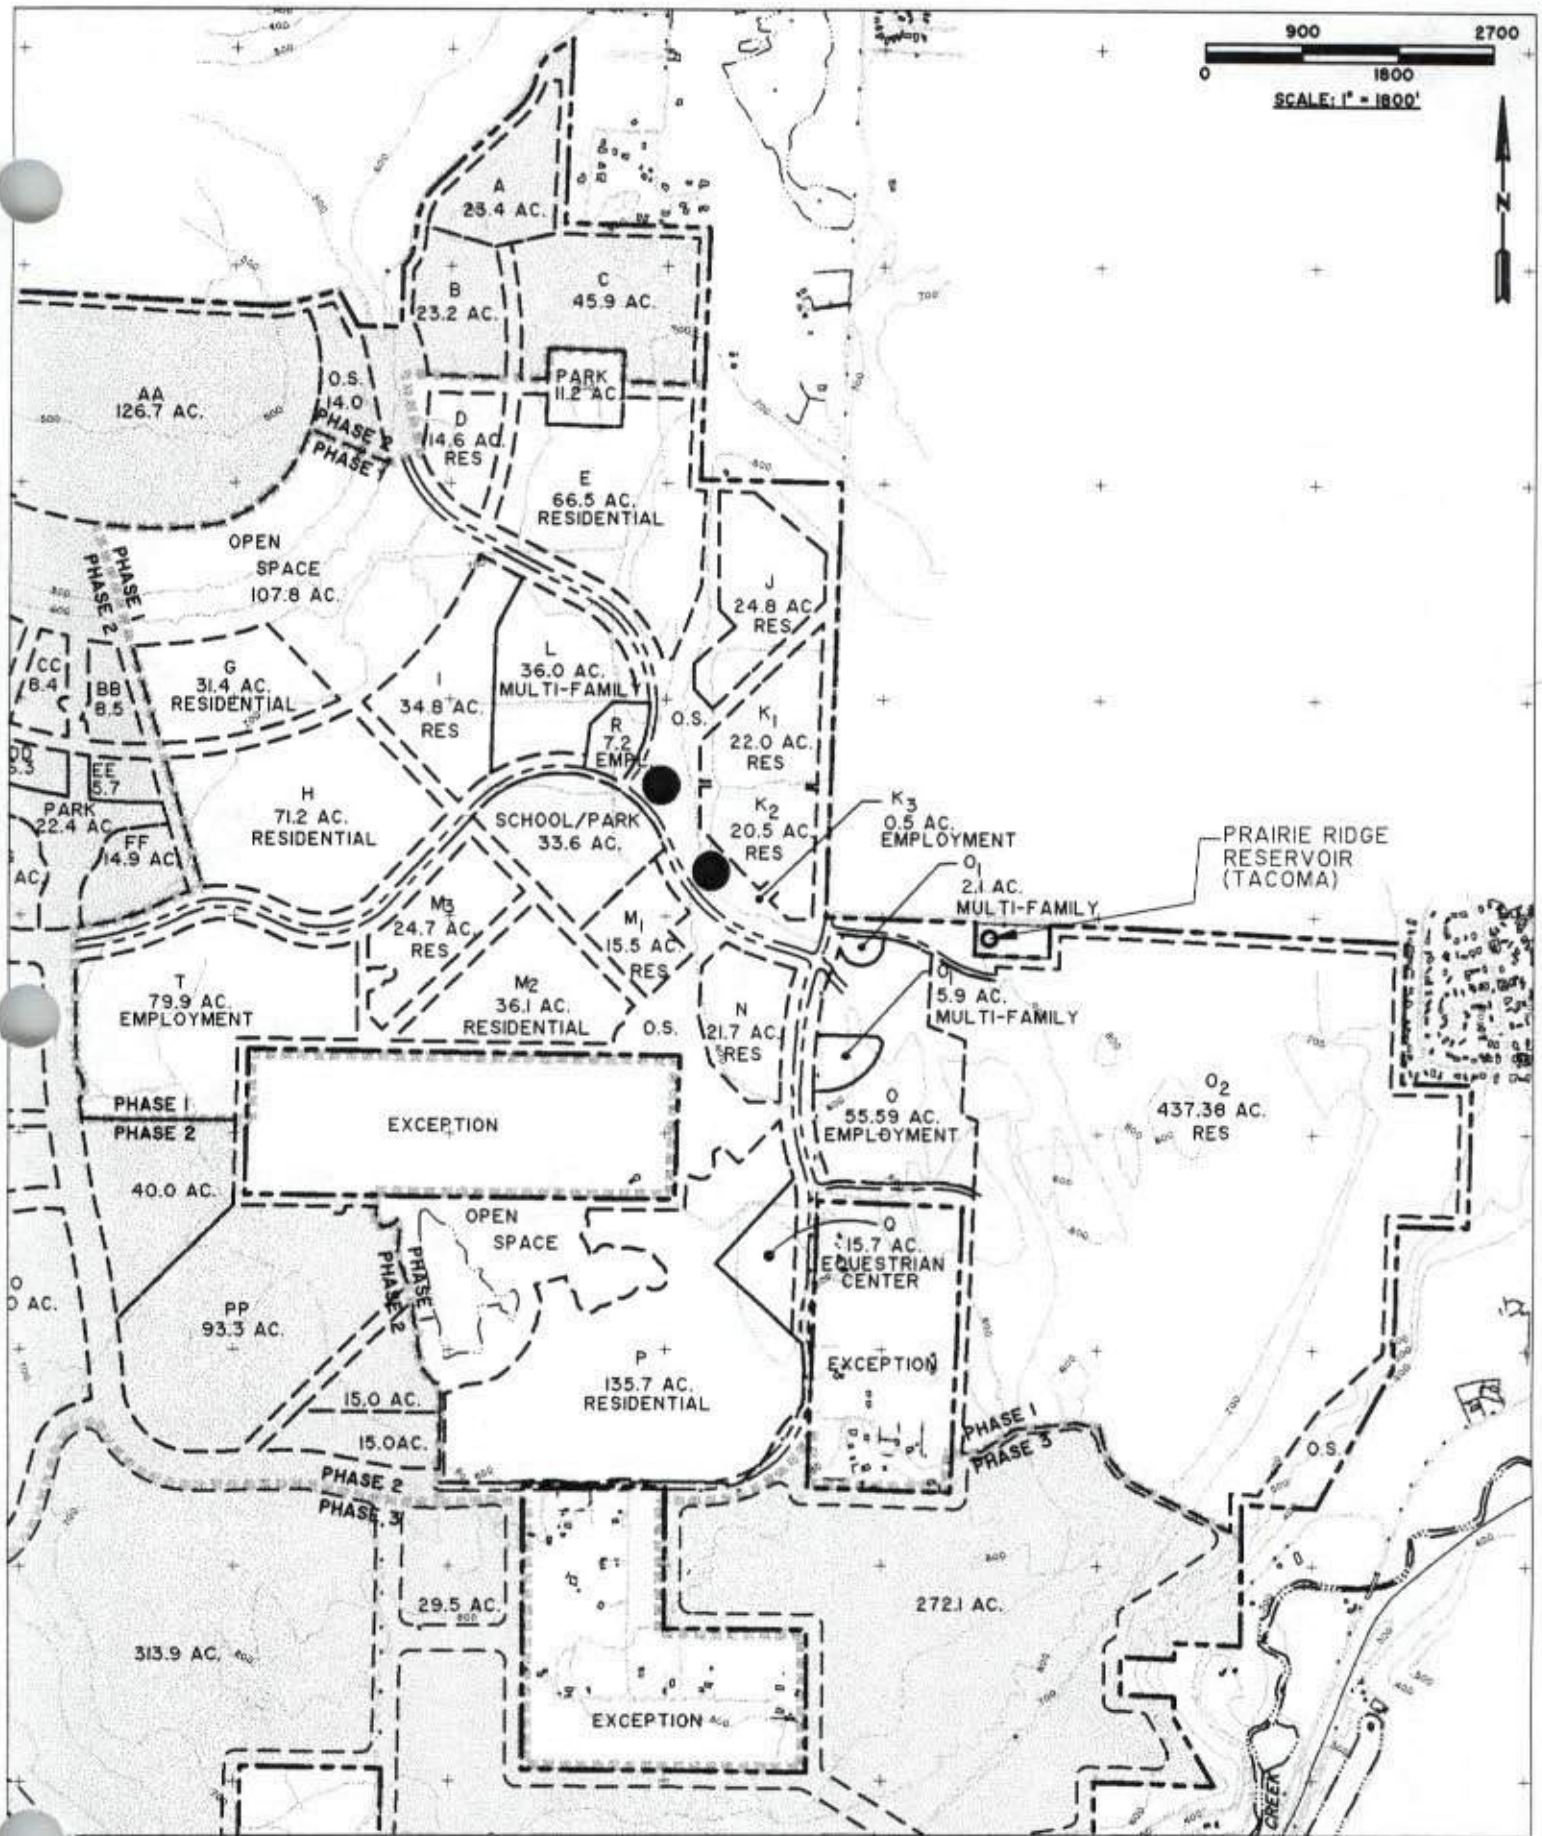 900 2700
0 1800
SCALE: 1" = 1800'
N
A
23.4 AC.
B
23.2 AC.
C
45.9 AC.
PARK
11.2 AC.
AA
126.7 AC.
O.S.
14.0
PHASE 2
PHASE 1
D
14.6 AC.
RES
E
66.5 AC.
RESIDENTIAL
OPEN
SPACE
107.8 AC.
PHASE 1
PHASE 2
J
24.8 AC.
RES
CC
8.4
BB
8.5
G
31.4 AC.
RESIDENTIAL
I
34.8 AC.
RES
L
36.0 AC.
MULTI-FAMILY
R
7.2
EMPL.
O.S.
K1
22.0 AC.
RES
EE
5.7
PARK
22.4 AC.
FF
14.9 AC.
AC.
H
71.2 AC.
RESIDENTIAL
SCHOOL/PARK
33.6 AC.
K2
20.5 AC.
RES
K3
0.5 AC.
EMPLOYMENT
O1
2.1 AC.
MULTI-FAMILY
PRAIRIE RIDGE
RESERVOIR
(TACOMA)
M3
24.7 AC.
RES
M1
15.5 AC.
RES
M2
36.1 AC.
RESIDENTIAL
O.S.
N
21.7 AC.
RES
O1
5.9 AC.
MULTI-FAMILY
T
79.9 AC.
EMPLOYMENT
PHASE 1
PHASE 2
EXCEPTION
O
55.59 AC.
EMPLOYMENT
O2
437.38 AC.
RES
40.0 AC.
OPEN
SPACE
PHASE 1
PHASE 2
Q
15.7 AC.
EQUESTRIAN
CENTER
AC.
PP
93.3 AC.
P
135.7 AC.
RESIDENTIAL
EXCEPTION
15.0 AC.
15.0 AC.
PHASE 1
PHASE 3
O.S.
PHASE 2
PHASE 3
29.5 AC.
272.1 AC.
313.9 AC.
EXCEPTION
CREEK